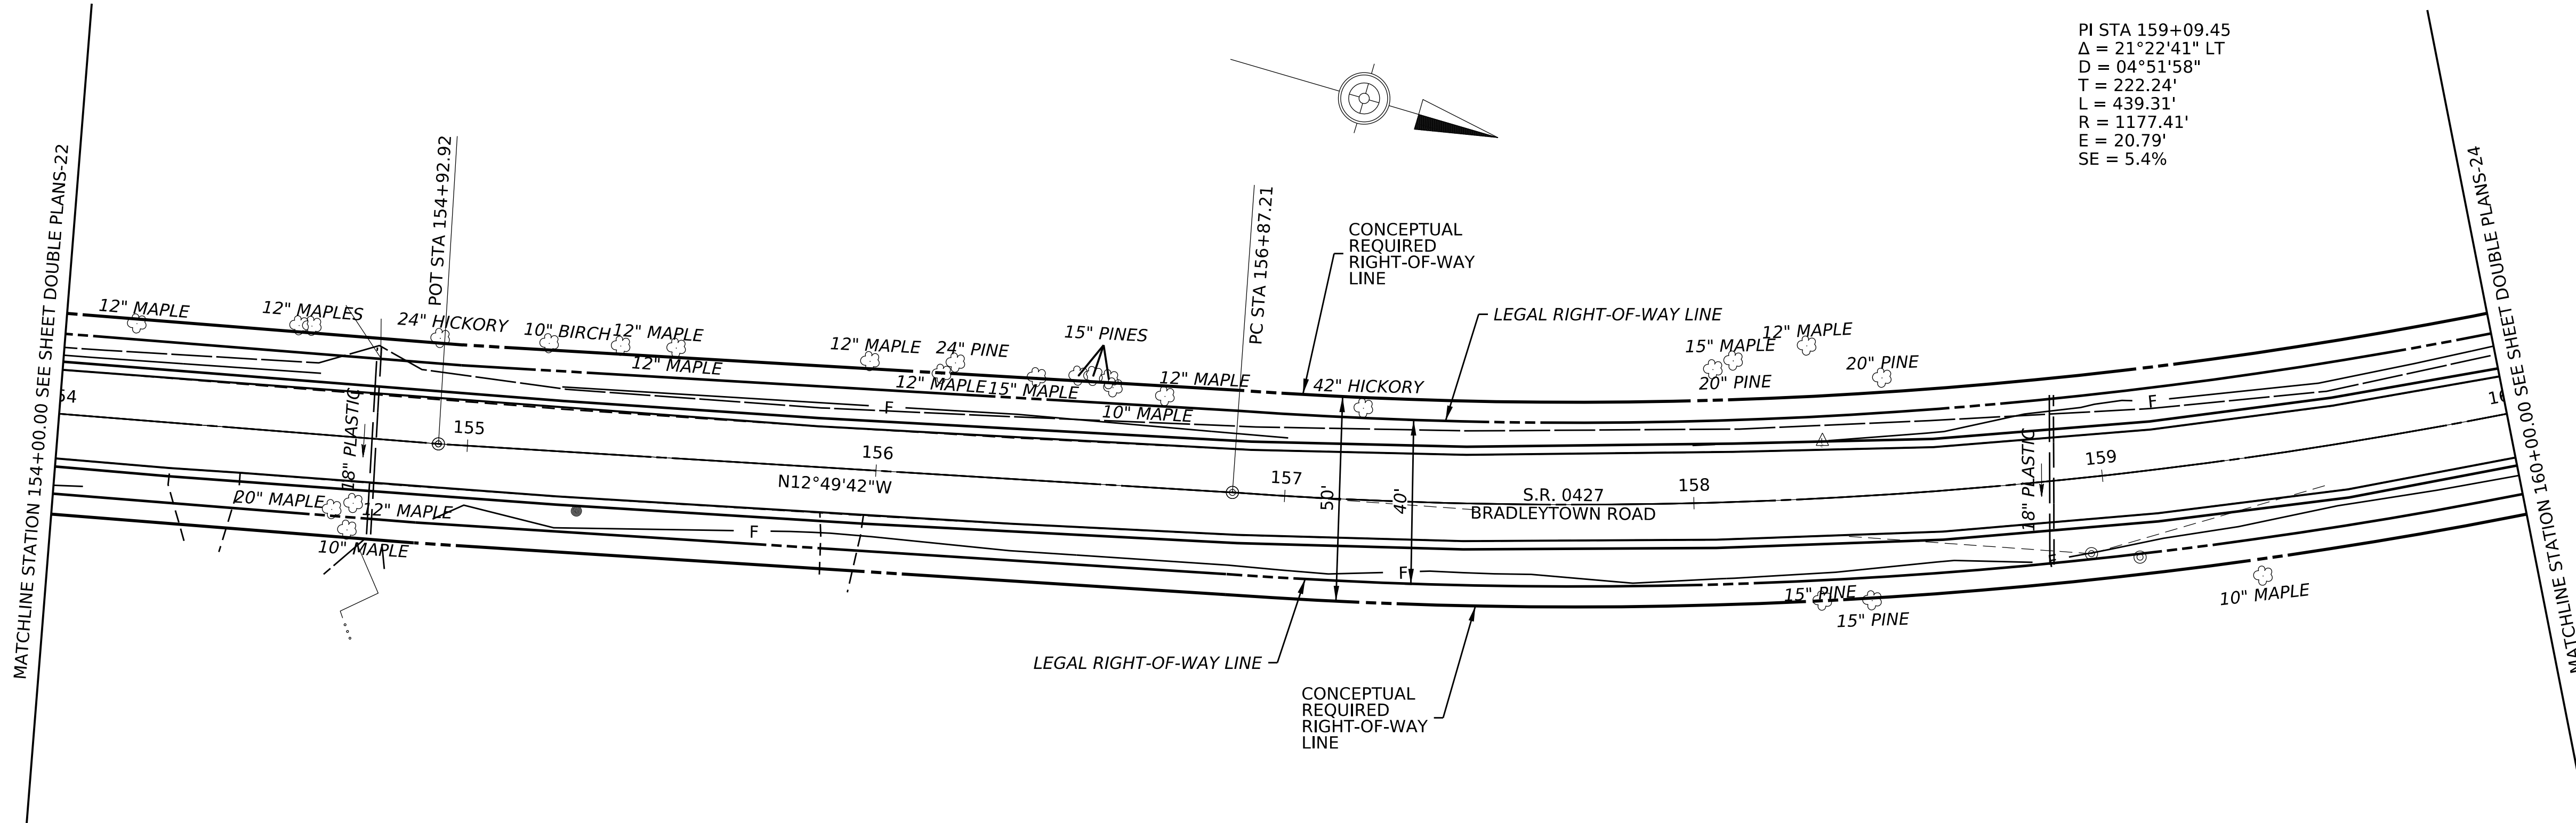 PI STA 159+09.45
Δ = 21°22'41" LT
D = 04°51'58"
T = 222.24'
L = 439.31'
R = 1177.41'
E = 20.79'
SE = 5.4%
MATCHLINE STATION 154+00.00 SEE SHEET DOUBLE PLANS-22
POT STA 154+92.92
PC STA 156+87.21
CONCEPTUAL
REQUIRED
RIGHT-OF-WAY
LINE
LEGAL RIGHT-OF-WAY LINE
12" MAPLE
12" MAPLES
24" HICKORY
10" BIRCH
12" MAPLE
12" MAPLE
12" MAPLE
24" PINE
15" PINES
12" MAPLE
15" MAPLE
12" MAPLE
10" MAPLE
42" HICKORY
15" MAPLE
12" MAPLE
20" PINE
20" PINE
F
F
54
155
156
157
158
159
16
18" PLASTIC
18" PLASTIC
N12°49'42"W
50'
40'
S.R. 0427
BRADLEYTOWN ROAD
20" MAPLE
12" MAPLE
10" MAPLE
F
F
F
15" PINE
15" PINE
10" MAPLE
LEGAL RIGHT-OF-WAY LINE
CONCEPTUAL
REQUIRED
RIGHT-OF-WAY
LINE
MATCHLINE STATION 160+00.00 SEE SHEET DOUBLE PLANS-24